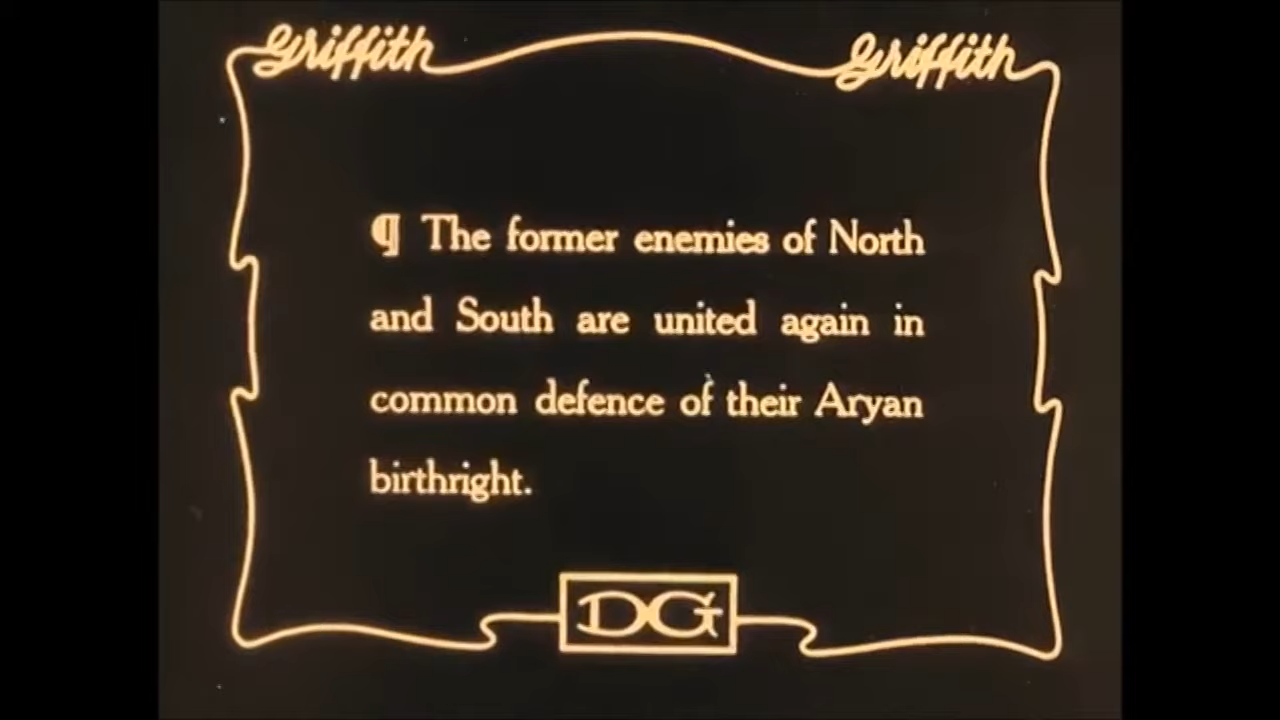 Griffith Griffith
¶ The former enemies of North
and South are united again in
common defence of their Aryan
birthright.
DG